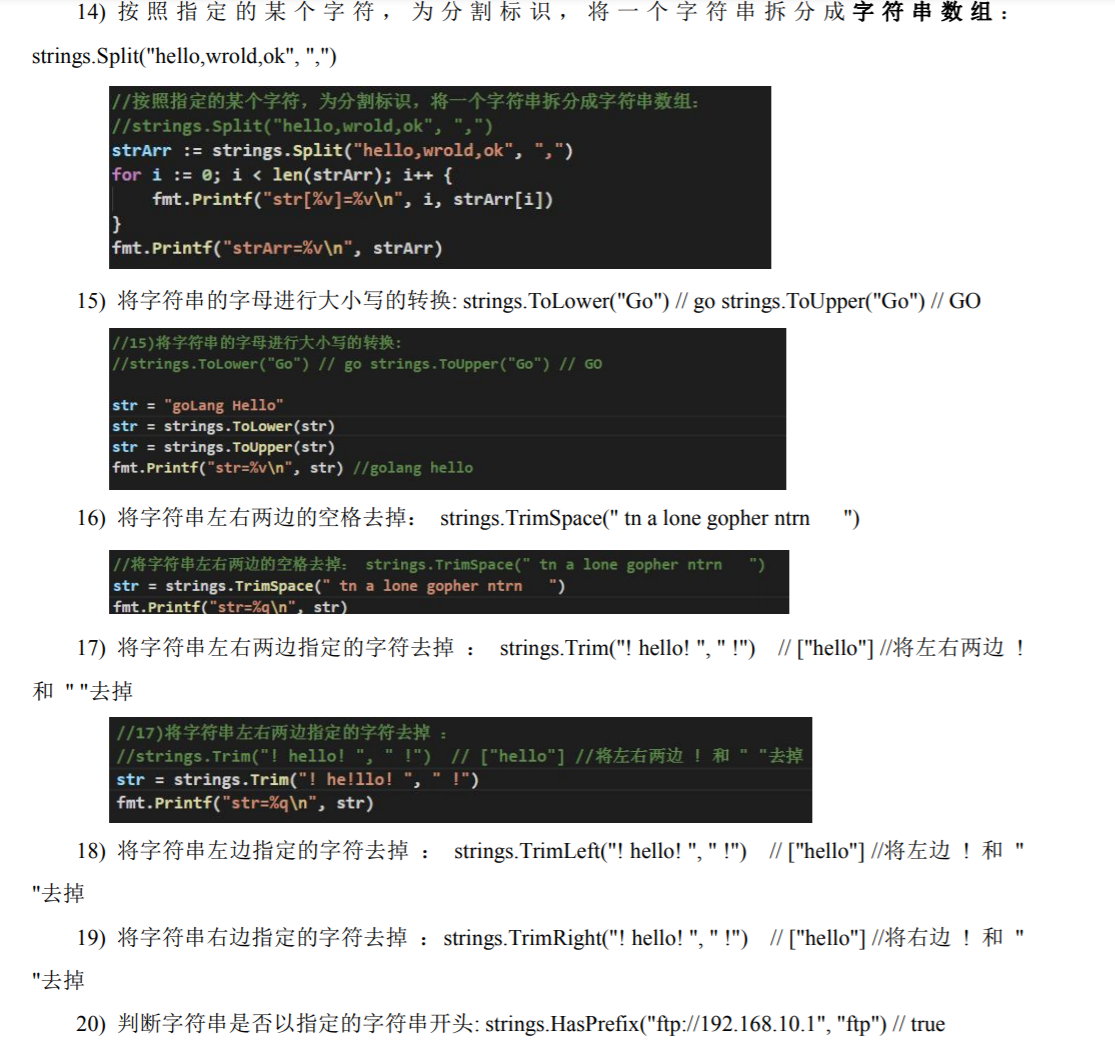 14) 按照指定的某个字符，为分割标识，将一个字符串拆分成字符串数组：
strings.Split("hello,wrold,ok", ",")
//按照指定的某个字符，为分割标识，将一个字符串拆分成字符串数组：
//strings.Split("hello,wrold,ok", ",")
strArr := strings.Split("hello,wrold,ok", ",")
for i := 0; i < len(strArr); i++ {
    fmt.Printf("str[%v]=%v\n", i, strArr[i])
}
fmt.Printf("strArr=%v\n", strArr)
15) 将字符串的字母进行大小写的转换: strings.ToLower("Go") // go strings.ToUpper("Go") // GO
//15)将字符串的字母进行大小写的转换:
//strings.ToLower("Go") // go strings.ToUpper("Go") // GO
str = "goLang Hello"
str = strings.ToLower(str)
str = strings.ToUpper(str)
fmt.Printf("str=%v\n", str) //golang hello
16) 将字符串左右两边的空格去掉： strings.TrimSpace(" tn a lone gopher ntrn   ")
//将字符串左右两边的空格去掉： strings.TrimSpace(" tn a lone gopher ntrn   ")
str = strings.TrimSpace(" tn a lone gopher ntrn   ")
fmt.Printf("str=%q\n", str)
17) 将字符串左右两边指定的字符去掉 ： strings.Trim("! hello! ", " !") // ["hello"] //将左右两边 !
和 " "去掉
//17)将字符串左右两边指定的字符去掉 ：
//strings.Trim("! hello! ", " !") // ["hello"] //将左右两边 ! 和 " "去掉
str = strings.Trim("! he!llo! ", " !")
fmt.Printf("str=%q\n", str)
18) 将字符串左边指定的字符去掉 ： strings.TrimLeft("! hello! ", " !") // ["hello"] //将左边 ! 和 "
"去掉
19) 将字符串右边指定的字符去掉 ：strings.TrimRight("! hello! ", " !") // ["hello"] //将右边 ! 和 "
"去掉
20) 判断字符串是否以指定的字符串开头: strings.HasPrefix("ftp://192.168.10.1", "ftp") // true